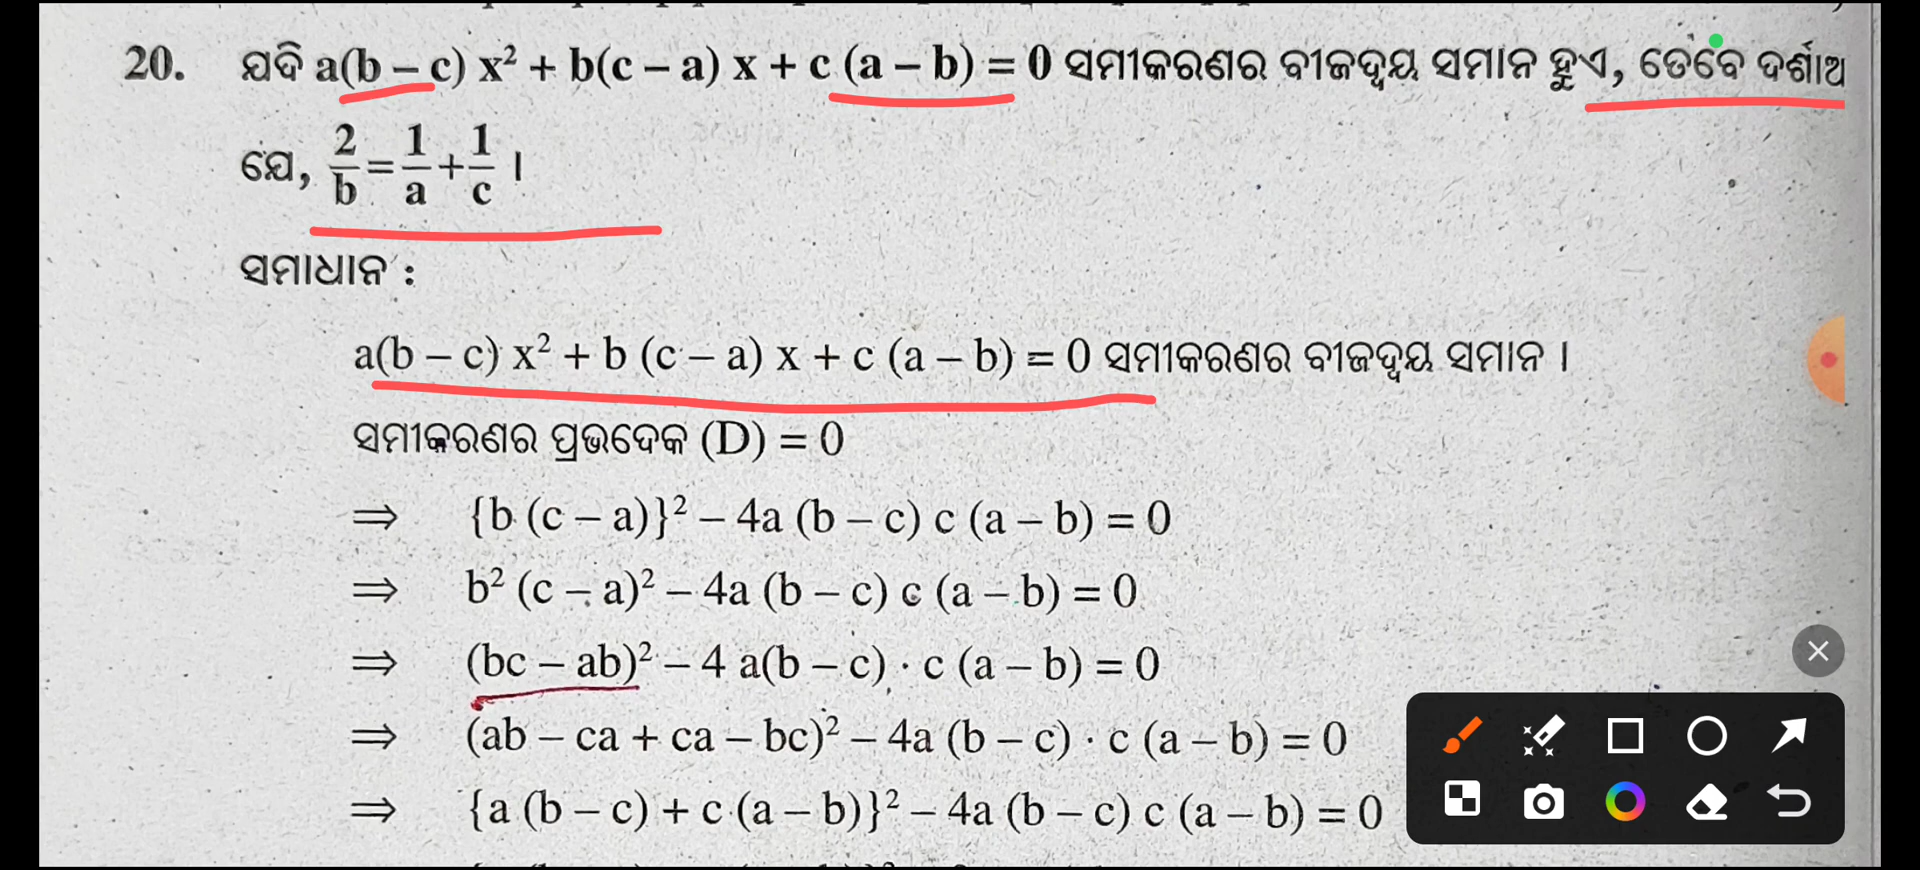 20. ଯଦି a(b – c) x² + b(c – a) x + c (a – b) = 0 ସମୀକରଣର ବୀଜଦ୍ୱୟ ସମାନ ହୁଏ, ତେବେ ଦର୍ଶାଅ
ଯେ, 2/b = 1/a + 1/c ।
ସମାଧାନ :
a(b – c) x² + b (c – a) x + c (a – b) = 0 ସମୀକରଣର ବୀଜଦ୍ୱୟ ସମାନ ।
ସମୀକରଣର ପ୍ରଭେଦକ (D) = 0
⇒ {b (c – a)}² – 4a (b – c) c (a – b) = 0
⇒ b² (c – a)² – 4a (b – c) c (a – b) = 0
⇒ (bc – ab)² – 4 a(b – c) · c (a – b) = 0
⇒ (ab – ca + ca – bc)² – 4a (b – c) · c (a – b) = 0
⇒ {a (b – c) + c (a – b)}² – 4a (b – c) c (a – b) = 0